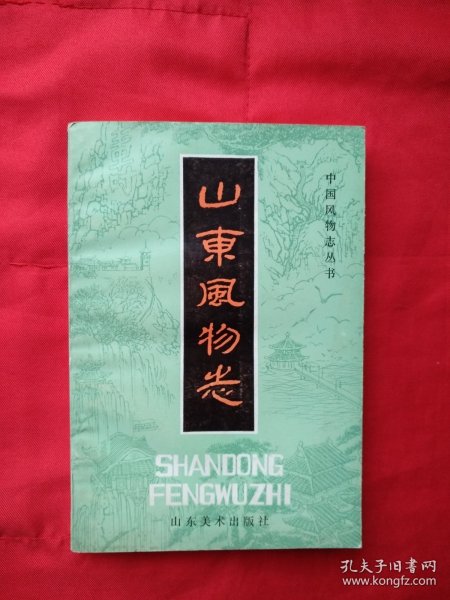 中国风物志丛书
山東風物志
SHANDONG
FENGWUZHI
山东美术出版社
孔夫子旧书网
www.kongfz.com